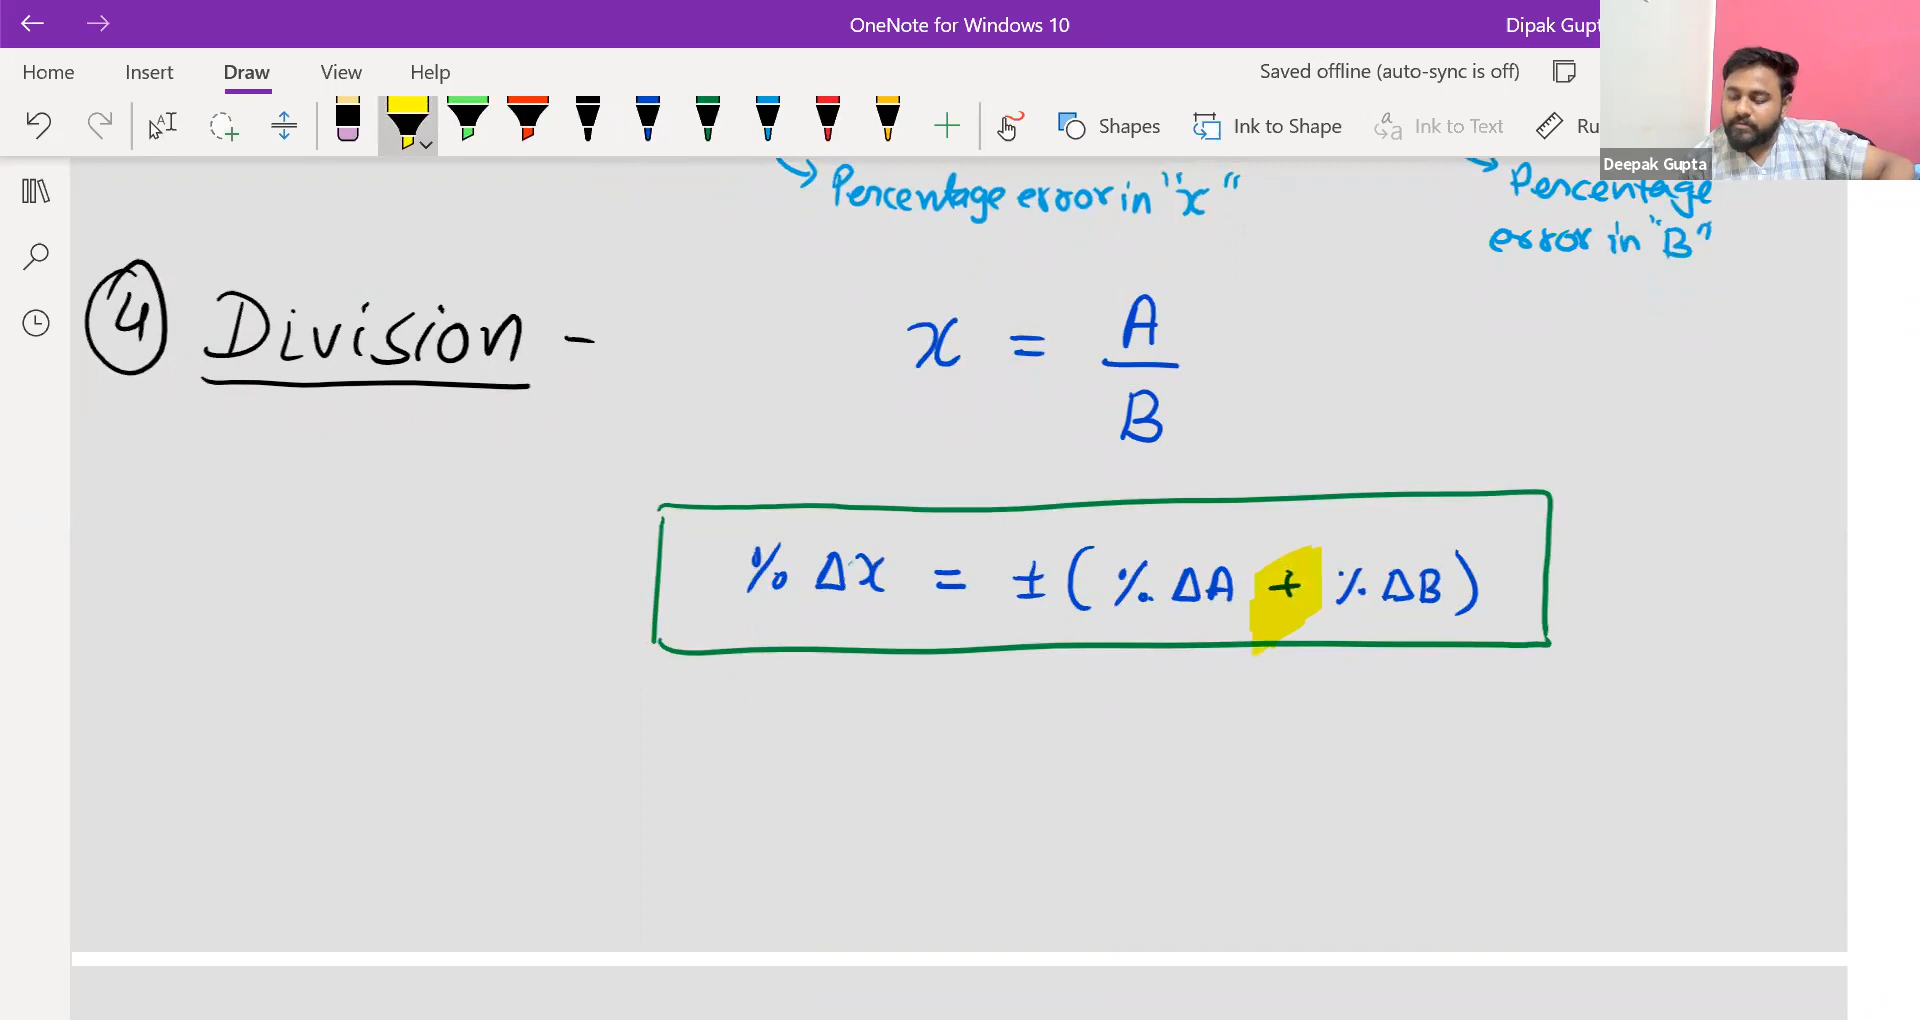 OneNote for Windows 10
Dipak Gupt
Home Insert Draw View Help
Saved offline (auto-sync is off)
Shapes Ink to Shape Ink to Text Ru
Deepak Gupta
Percentage error in "x"
Percentage
error in "B"
4 Division -
x = A/B
% Δx = ± ( % ΔA + % ΔB )